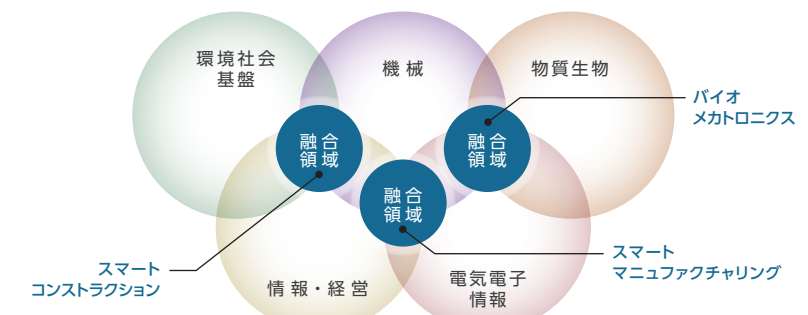 環境社会
基盤
機械
物質生物
バイオ
メカトロニクス
融合
領域
融合
領域
融合
領域
スマート
コンストラクション
情報・経営
電気電子
情報
スマート
マニュファクチャリング